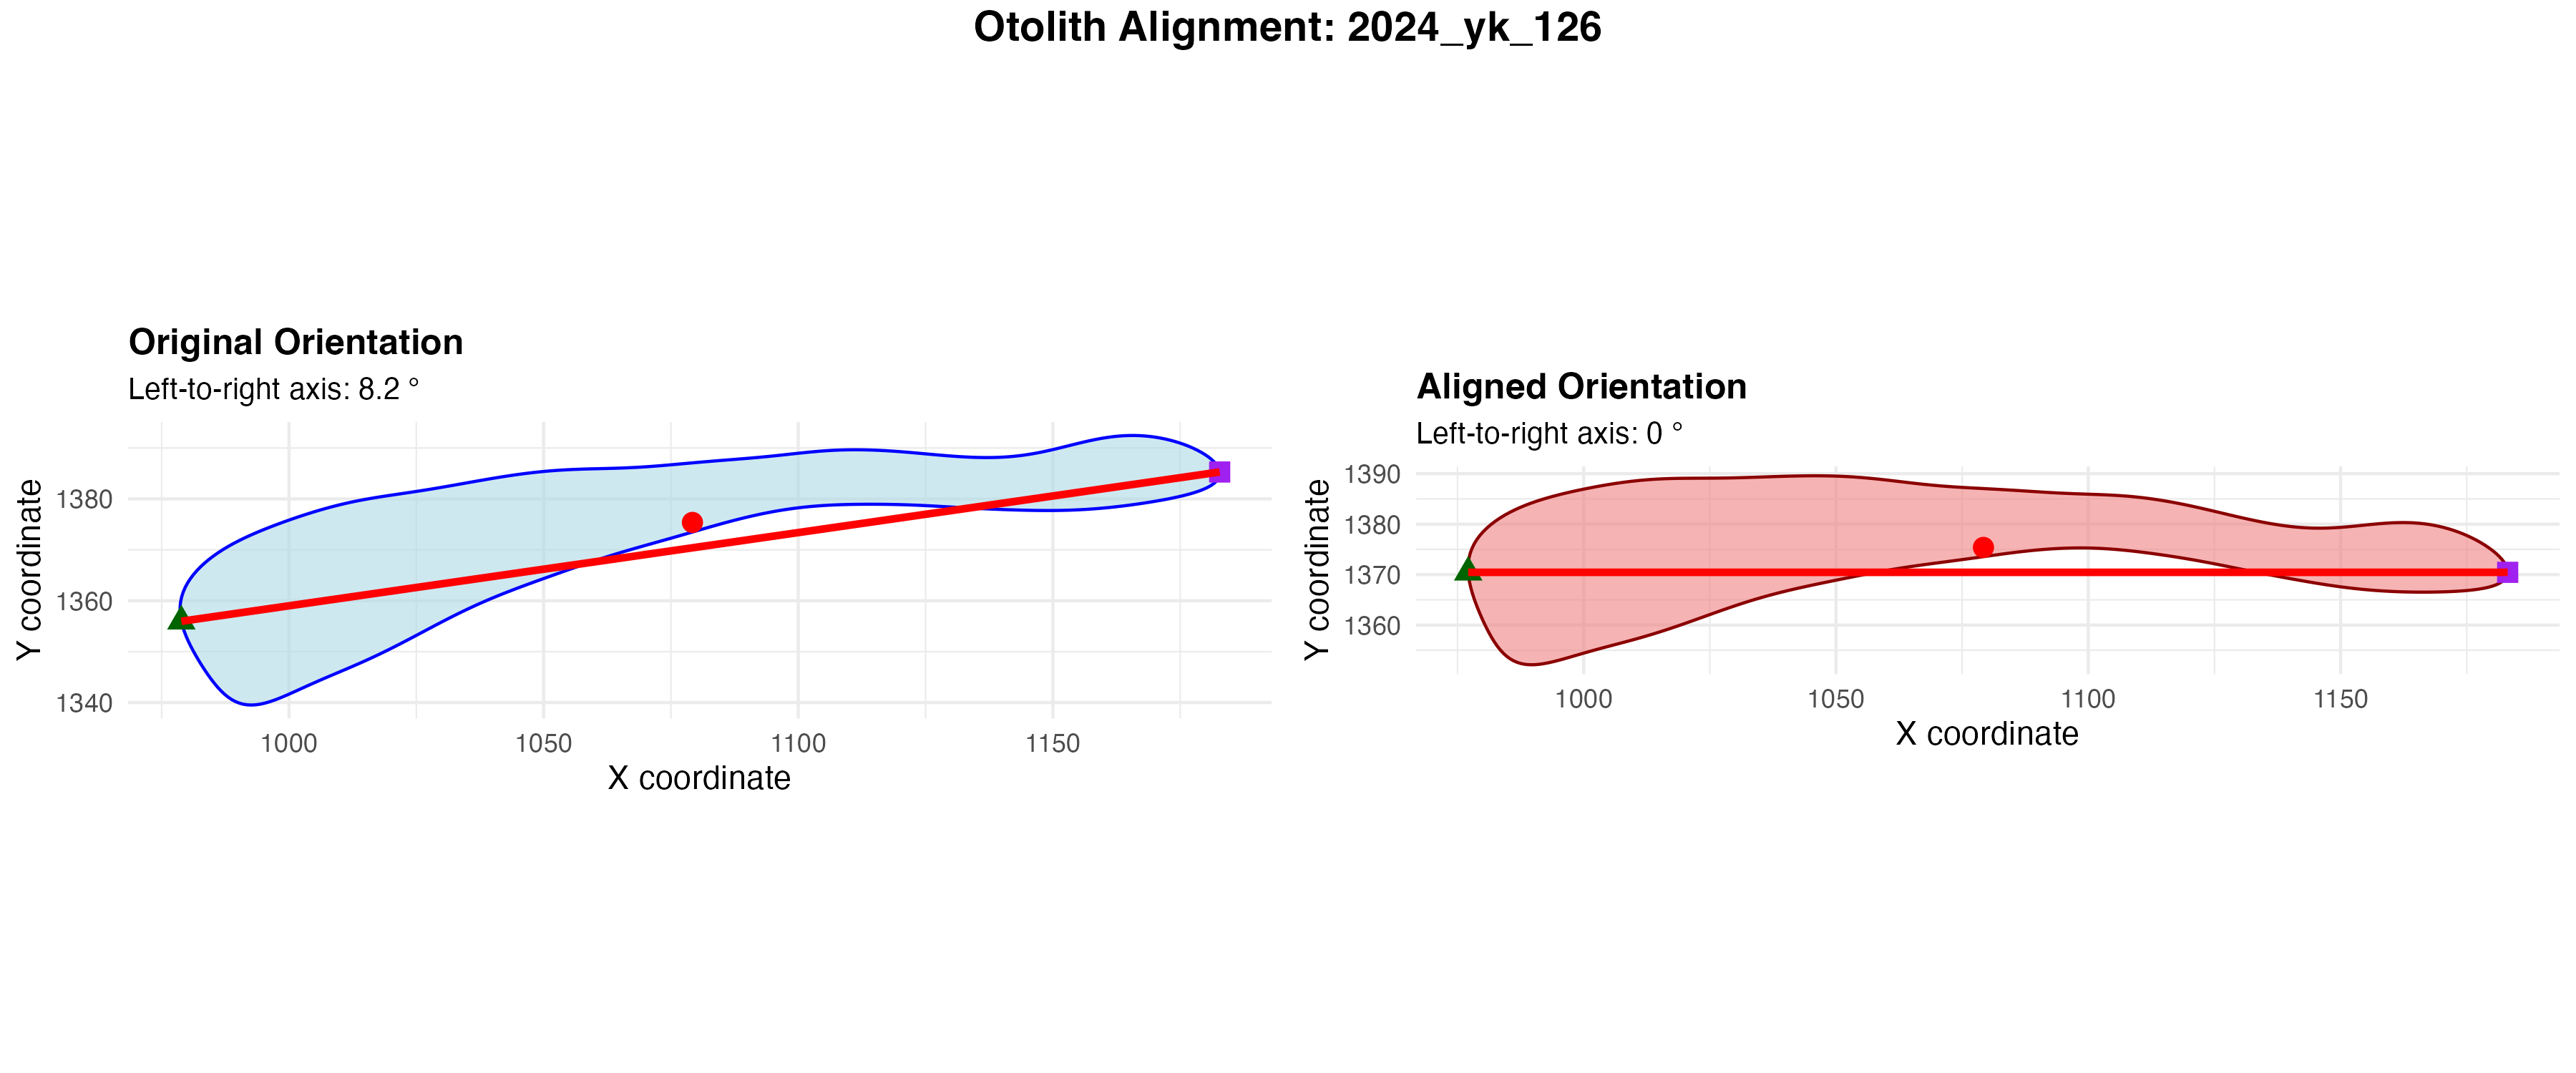 Otolith Alignment: 2024_yk_126
Original Orientation
Left-to-right axis: 8.2 °
Y coordinate
1380
1360
1340
1000 1050 1100 1150
X coordinate
Aligned Orientation
Left-to-right axis: 0 °
Y coordinate
1390
1380
1370
1360
1000 1050 1100 1150
X coordinate